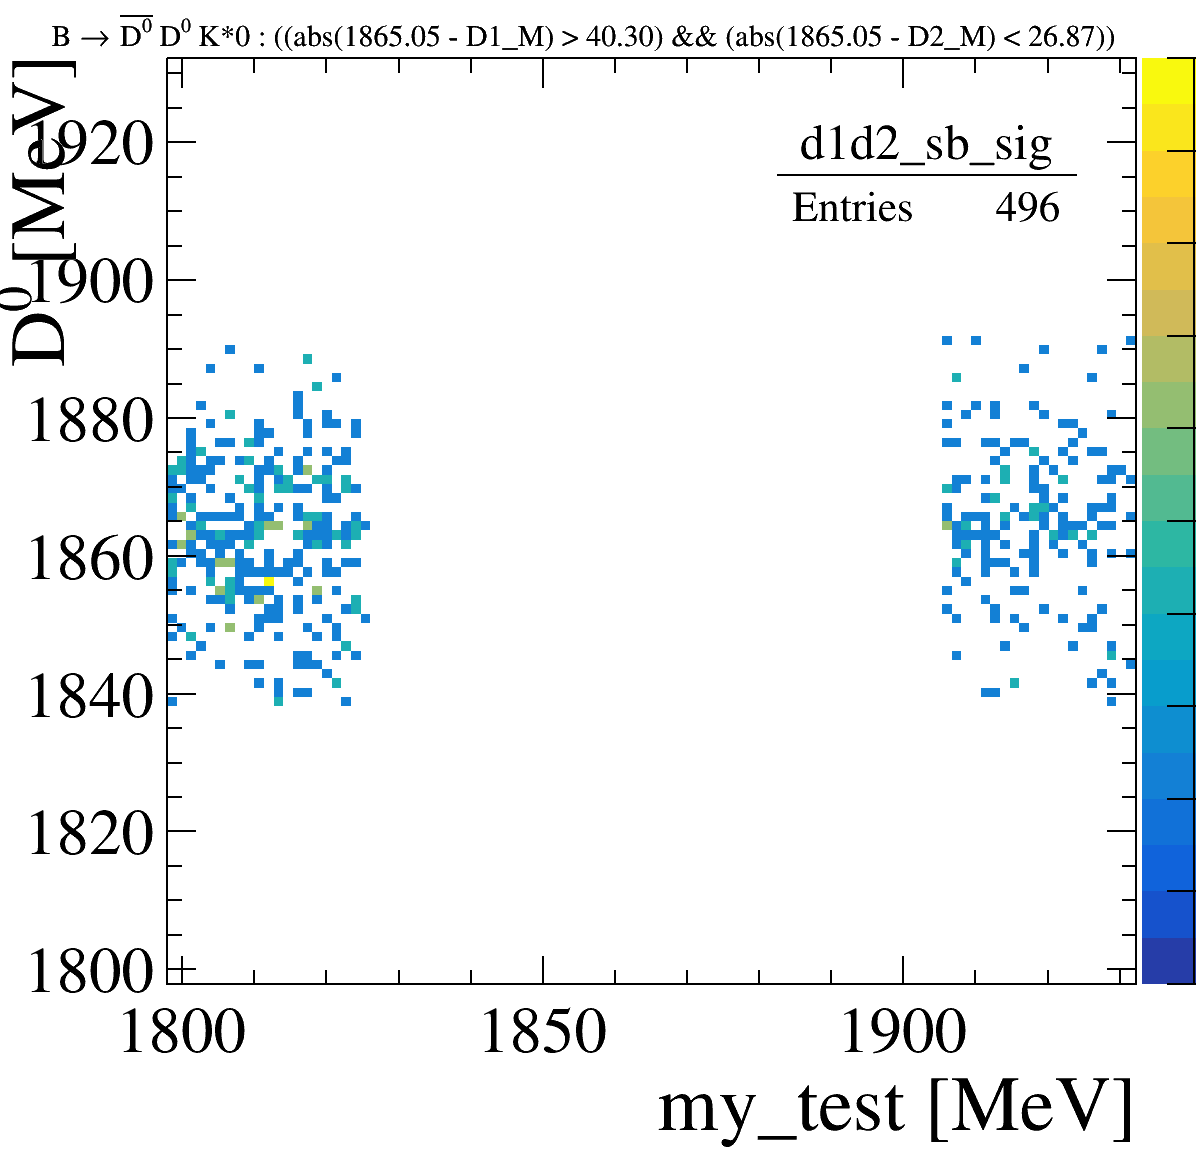 B → D⁰ D⁰ K*0 : ((abs(1865.05 - D1_M) > 40.30) && (abs(1865.05 - D2_M) < 26.87))
D⁰ [MeV]
d1d2_sb_sig
Entries 496
1920
1900
1880
1860
1840
1820
1800
1800 1850 1900
my_test [MeV]